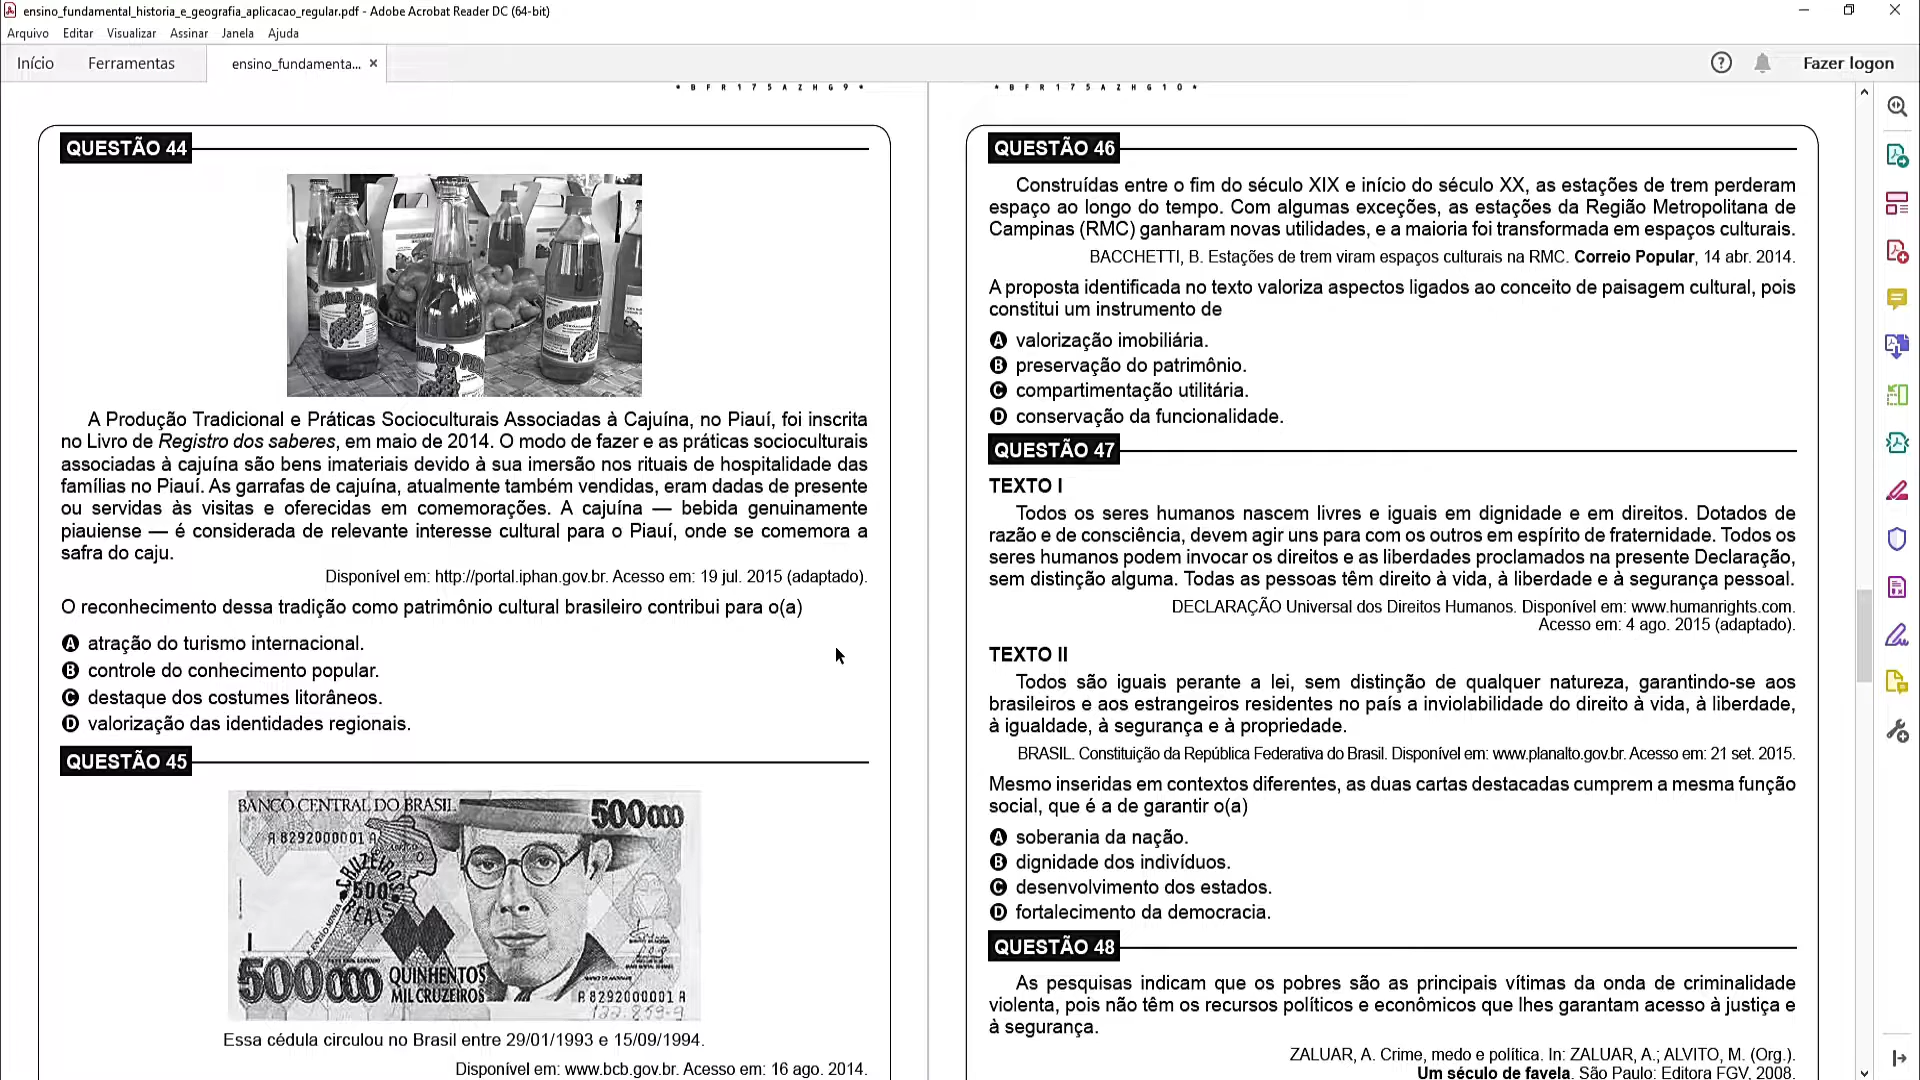 ensino_fundamental_historia_e_geografia_aplicacao_regular.pdf - Adobe Acrobat Reader DC (64-bit)
Arquivo Editar Visualizar Assinar Janela Ajuda
Início Ferramentas ensino_fundamenta... × Fazer logon
* B F R 1 7 5 A Z H G 9 *
QUESTÃO 44
A Produção Tradicional e Práticas Socioculturais Associadas à Cajuína, no Piauí, foi inscrita
no Livro de Registro dos saberes, em maio de 2014. O modo de fazer e as práticas socioculturais
associadas à cajuína são bens imateriais devido à sua imersão nos rituais de hospitalidade das
famílias no Piauí. As garrafas de cajuína, atualmente também vendidas, eram dadas de presente
ou servidas às visitas e oferecidas em comemorações. A cajuína — bebida genuinamente
piauiense — é considerada de relevante interesse cultural para o Piauí, onde se comemora a
safra do caju.
Disponível em: http://portal.iphan.gov.br. Acesso em: 19 jul. 2015 (adaptado).
O reconhecimento dessa tradição como patrimônio cultural brasileiro contribui para o(a)
A atração do turismo internacional.
B controle do conhecimento popular.
C destaque dos costumes litorâneos.
D valorização das identidades regionais.
QUESTÃO 45
BANCO CENTRAL DO BRASIL
500000
A 8292000001 A
CRUZEIROS
500
REAIS
500000
QUINHENTOS
MIL CRUZEIROS
A 8292000001 A
Essa cédula circulou no Brasil entre 29/01/1993 e 15/09/1994.
Disponível em: www.bcb.gov.br. Acesso em: 16 ago. 2014.
* B F R 1 7 5 A Z H G 1 0 *
QUESTÃO 46
Construídas entre o fim do século XIX e início do século XX, as estações de trem perderam
espaço ao longo do tempo. Com algumas exceções, as estações da Região Metropolitana de
Campinas (RMC) ganharam novas utilidades, e a maioria foi transformada em espaços culturais.
BACCHETTI, B. Estações de trem viram espaços culturais na RMC. Correio Popular, 14 abr. 2014.
A proposta identificada no texto valoriza aspectos ligados ao conceito de paisagem cultural, pois
constitui um instrumento de
A valorização imobiliária.
B preservação do patrimônio.
C compartimentação utilitária.
D conservação da funcionalidade.
QUESTÃO 47
TEXTO I
Todos os seres humanos nascem livres e iguais em dignidade e em direitos. Dotados de
razão e de consciência, devem agir uns para com os outros em espírito de fraternidade. Todos os
seres humanos podem invocar os direitos e as liberdades proclamados na presente Declaração,
sem distinção alguma. Todas as pessoas têm direito à vida, à liberdade e à segurança pessoal.
DECLARAÇÃO Universal dos Direitos Humanos. Disponível em: www.humanrights.com.
Acesso em: 4 ago. 2015 (adaptado).
TEXTO II
Todos são iguais perante a lei, sem distinção de qualquer natureza, garantindo-se aos
brasileiros e aos estrangeiros residentes no país a inviolabilidade do direito à vida, à liberdade,
à igualdade, à segurança e à propriedade.
BRASIL. Constituição da República Federativa do Brasil. Disponível em: www.planalto.gov.br. Acesso em: 21 set. 2015.
Mesmo inseridas em contextos diferentes, as duas cartas destacadas cumprem a mesma função
social, que é a de garantir o(a)
A soberania da nação.
B dignidade dos indivíduos.
C desenvolvimento dos estados.
D fortalecimento da democracia.
QUESTÃO 48
As pesquisas indicam que os pobres são as principais vítimas da onda de criminalidade
violenta, pois não têm os recursos políticos e econômicos que lhes garantam acesso à justiça e
à segurança.
ZALUAR, A. Crime, medo e política. In: ZALUAR, A.; ALVITO, M. (Org.).
Um século de favela. São Paulo: Editora FGV, 2008.